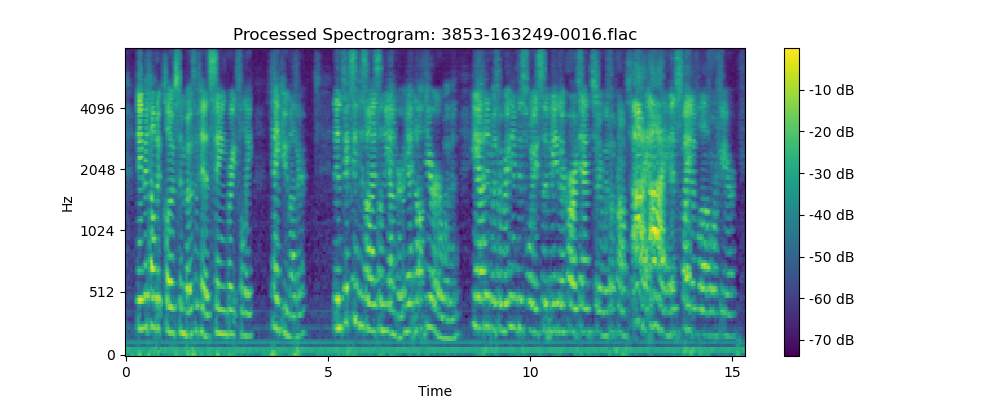 Processed Spectrogram: 3853-163249-0016.flac
Hz
4096
2048
1024
512
0
0 5 10 15
Time
-10 dB
-20 dB
-30 dB
-40 dB
-50 dB
-60 dB
-70 dB